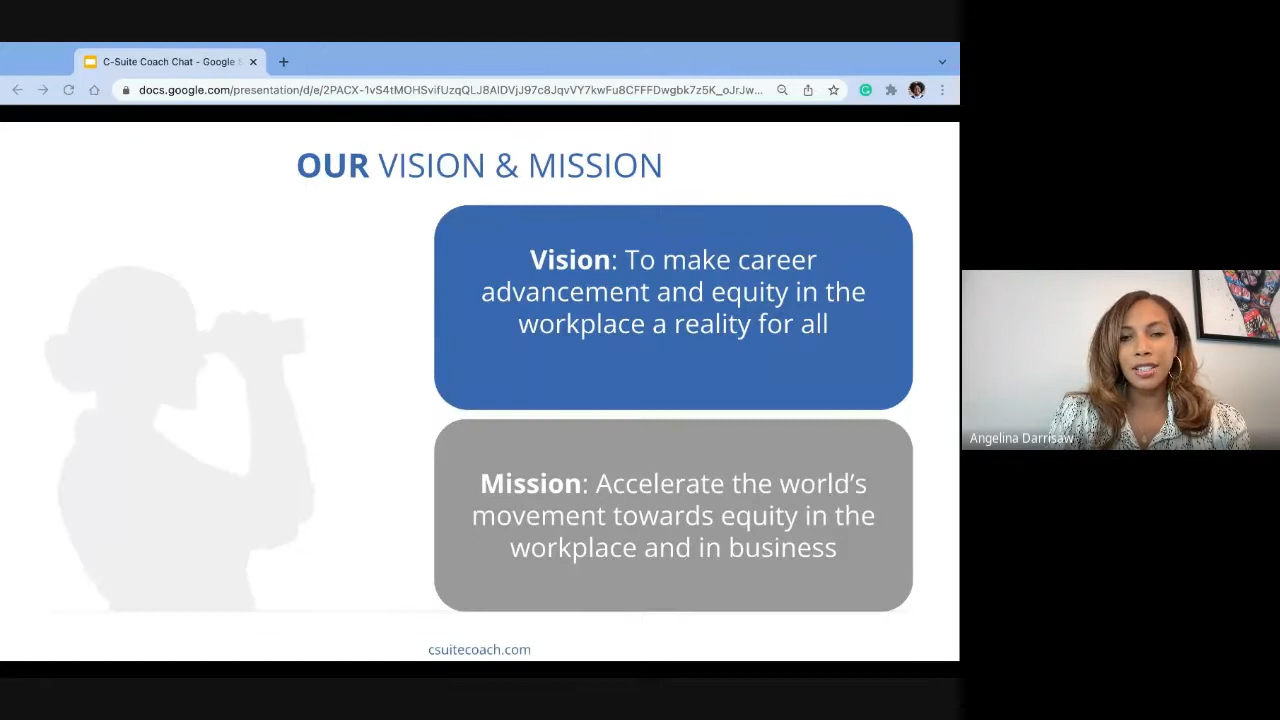 C-Suite Coach Chat - Google S
docs.google.com/presentation/d/e/2PACX-1vS4tMOHSvifUzqQLJ8AIDVjJ97c8JqvVY7kwFu8CFFFDwgbk7z5K_oJrJw...
OUR VISION & MISSION
Vision: To make career
advancement and equity in the
workplace a reality for all
Mission: Accelerate the world’s
movement towards equity in the
workplace and in business
Angelina Darrisaw
csuitecoach.com